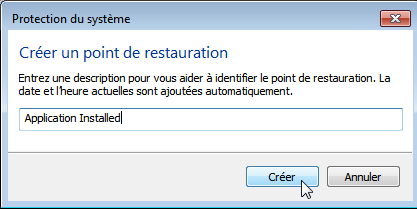 Protection du système
Créer un point de restauration
Entrez une description pour vous aider à identifier le point de restauration. La
date et l'heure actuelles sont ajoutées automatiquement.
Application Installed
Créer
Annuler